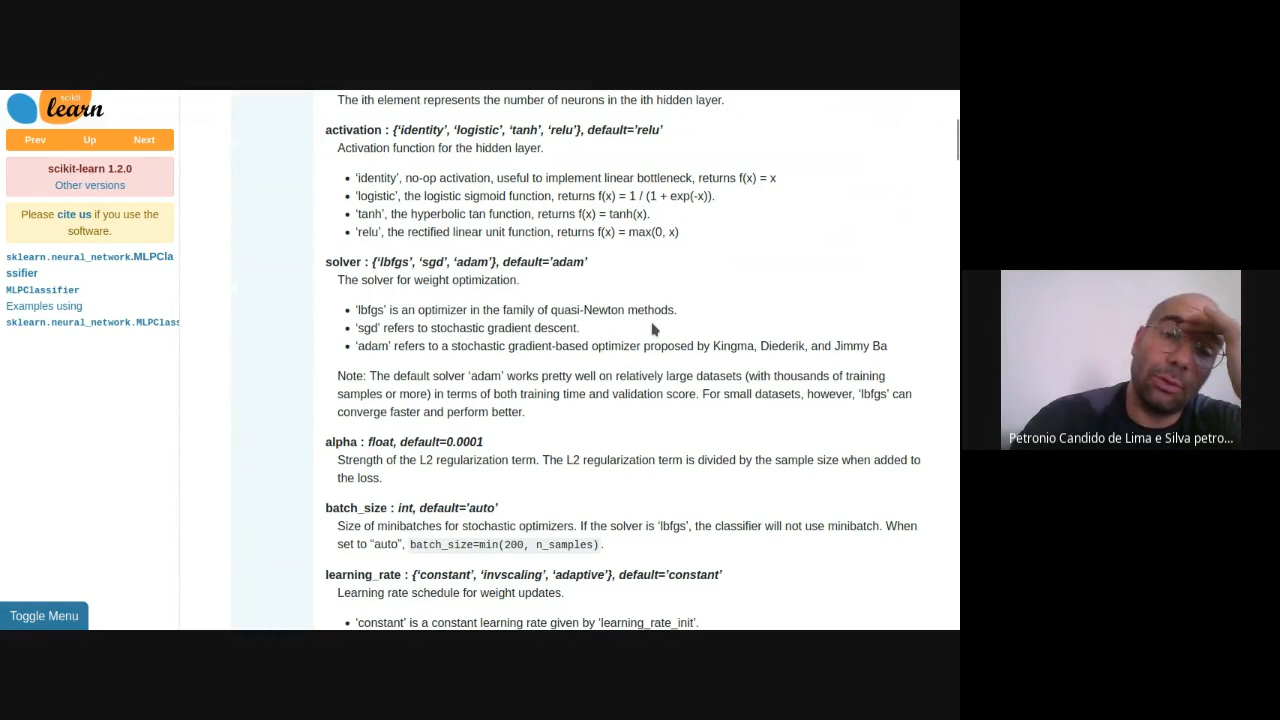 scikit
learn
Prev Up Next
scikit-learn 1.2.0
Other versions
Please cite us if you use the
software.
sklearn.neural_network.MLPCla
ssifier
MLPClassifier
Examples using
sklearn.neural_network.MLPClass
Toggle Menu
The ith element represents the number of neurons in the ith hidden layer.
activation : {‘identity’, ‘logistic’, ‘tanh’, ‘relu’}, default=’relu’
Activation function for the hidden layer.
• ‘identity’, no-op activation, useful to implement linear bottleneck, returns f(x) = x
• ‘logistic’, the logistic sigmoid function, returns f(x) = 1 / (1 + exp(-x)).
• ‘tanh’, the hyperbolic tan function, returns f(x) = tanh(x).
• ‘relu’, the rectified linear unit function, returns f(x) = max(0, x)
solver : {‘lbfgs’, ‘sgd’, ‘adam’}, default=’adam’
The solver for weight optimization.
• ‘lbfgs’ is an optimizer in the family of quasi-Newton methods.
• ‘sgd’ refers to stochastic gradient descent.
• ‘adam’ refers to a stochastic gradient-based optimizer proposed by Kingma, Diederik, and Jimmy Ba
Note: The default solver ‘adam’ works pretty well on relatively large datasets (with thousands of training
samples or more) in terms of both training time and validation score. For small datasets, however, ‘lbfgs’ can
converge faster and perform better.
alpha : float, default=0.0001
Strength of the L2 regularization term. The L2 regularization term is divided by the sample size when added to
the loss.
batch_size : int, default=’auto’
Size of minibatches for stochastic optimizers. If the solver is ‘lbfgs’, the classifier will not use minibatch. When
set to “auto”, batch_size=min(200, n_samples).
learning_rate : {‘constant’, ‘invscaling’, ‘adaptive’}, default=’constant’
Learning rate schedule for weight updates.
• ‘constant’ is a constant learning rate given by ‘learning_rate_init’.
Petronio Candido de Lima e Silva petro...